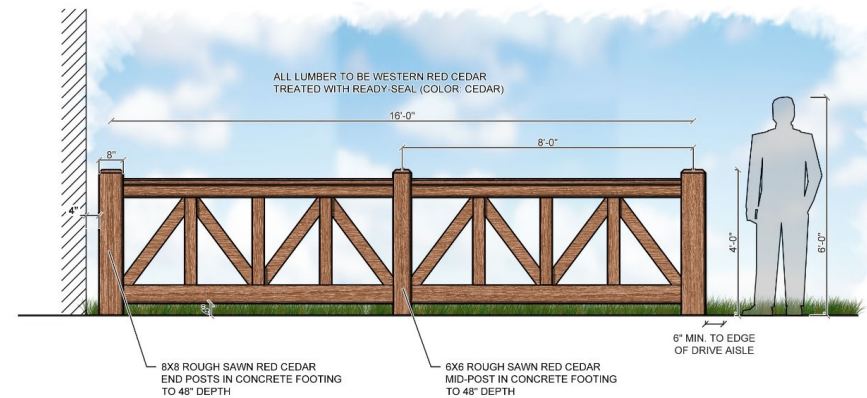 ALL LUMBER TO BE WESTERN RED CEDAR
TREATED WITH READY-SEAL (COLOR: CEDAR)
16'-0"
8'-0"
8"
4"
4'-0"
6'-0"
6" MIN. TO EDGE
OF DRIVE AISLE
8X8 ROUGH SAWN RED CEDAR
END POSTS IN CONCRETE FOOTING
TO 48" DEPTH
6X6 ROUGH SAWN RED CEDAR
MID-POST IN CONCRETE FOOTING
TO 48" DEPTH